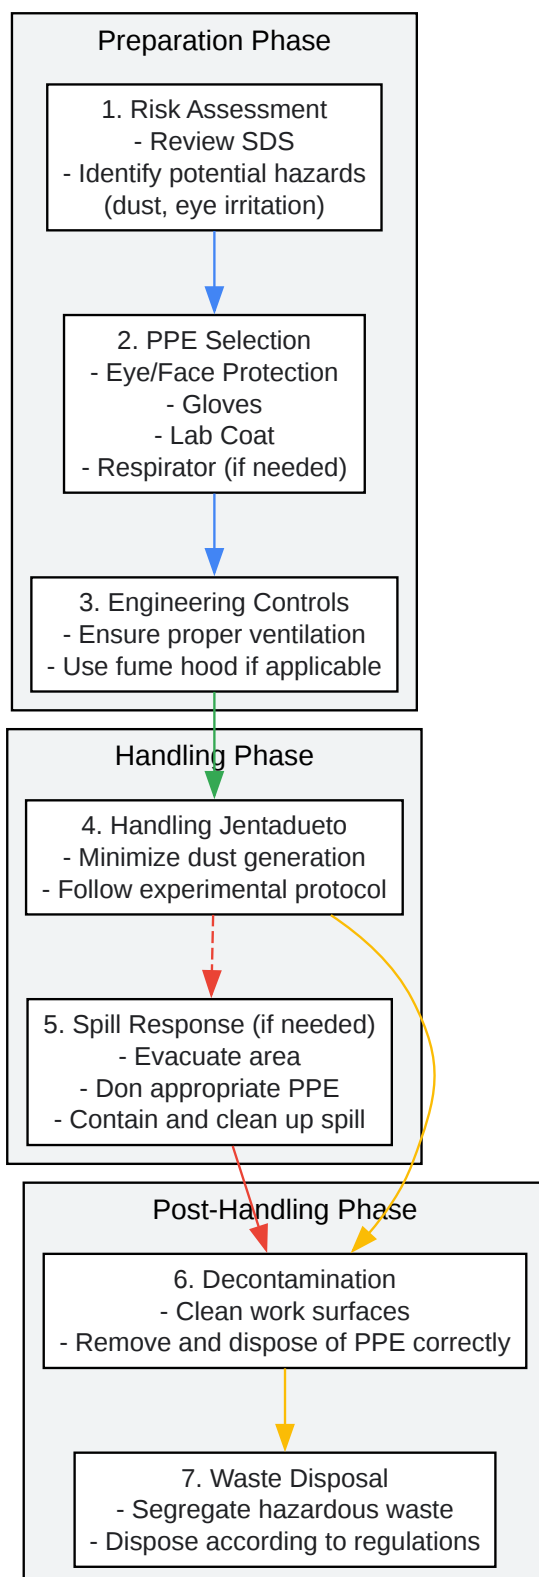 Preparation Phase
1. Risk Assessment
- Review SDS
- Identify potential hazards
(dust, eye irritation)
2. PPE Selection
- Eye/Face Protection
- Gloves
- Lab Coat
- Respirator (if needed)
3. Engineering Controls
- Ensure proper ventilation
- Use fume hood if applicable
Handling Phase
4. Handling Jentadueto
- Minimize dust generation
- Follow experimental protocol
5. Spill Response (if needed)
- Evacuate area
- Don appropriate PPE
- Contain and clean up spill
Post-Handling Phase
6. Decontamination
- Clean work surfaces
- Remove and dispose of PPE correctly
7. Waste Disposal
- Segregate hazardous waste
- Dispose according to regulations